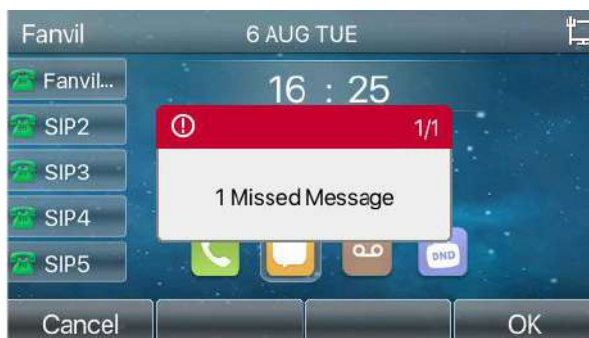 Fanvil 6 AUG TUE
Fanvil...
16 : 25
SIP2
1/1
SIP3
1 Missed Message
SIP4
SIP5
DND
Cancel OK